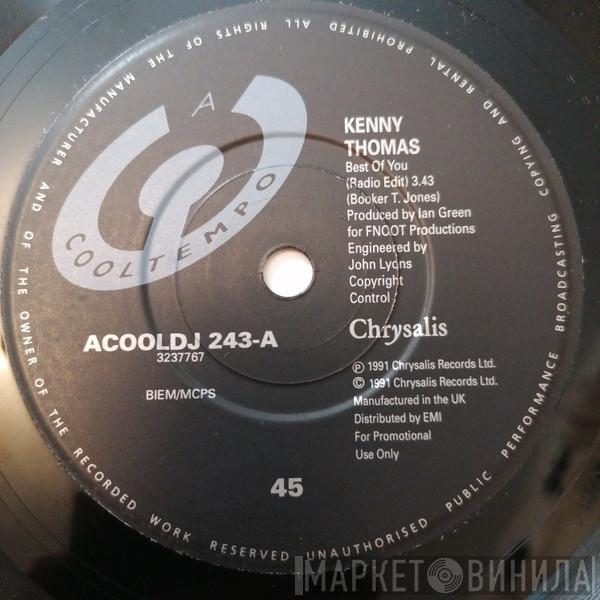 ALL RIGHTS OF THE MANUFACTURER AND OF THE OWNER OF THE RECORDED WORK RESERVED UNAUTHORISED PUBLIC PERFORMANCE BROADCASTING COPYING AND RENTAL PROHIBITED
A
COOLTEMPO
KENNY
THOMAS
Best Of You
(Radio Edit) 3.43
(Booker T. Jones)
Produced by Ian Green
for FNCOT Productions
Engineered by
John Lyons
Copyright
Control
Chrysalis
ACOOLDJ 243-A
3237767
BIEM/MCPS
℗ 1991 Chrysalis Records Ltd.
© 1991 Chrysalis Records Ltd.
Manufactured in the UK
Distributed by EMI
For Promotional
Use Only
45
МАРКЕТ ВИНИЛА